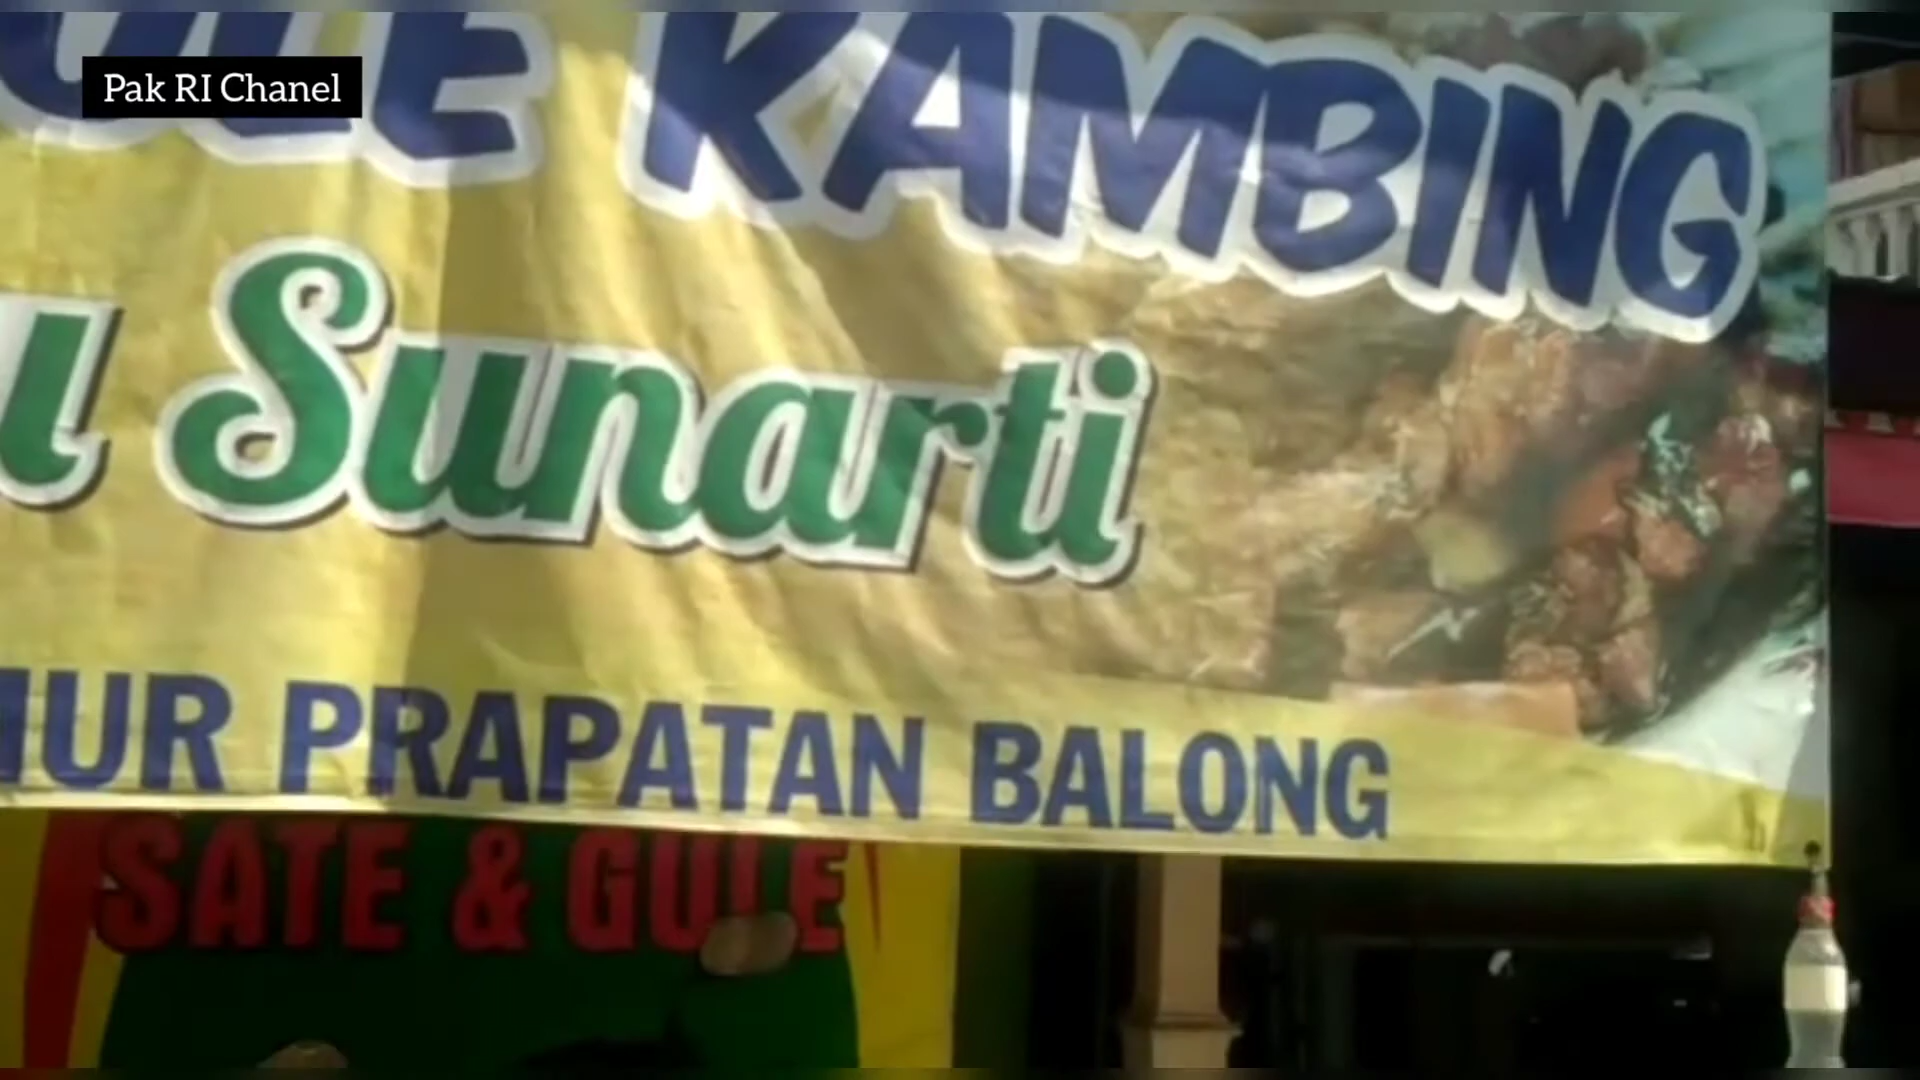 Pak RI Chanel
KAMBING
Sunarti
PRAPATAN BALONG
SATE & GULE